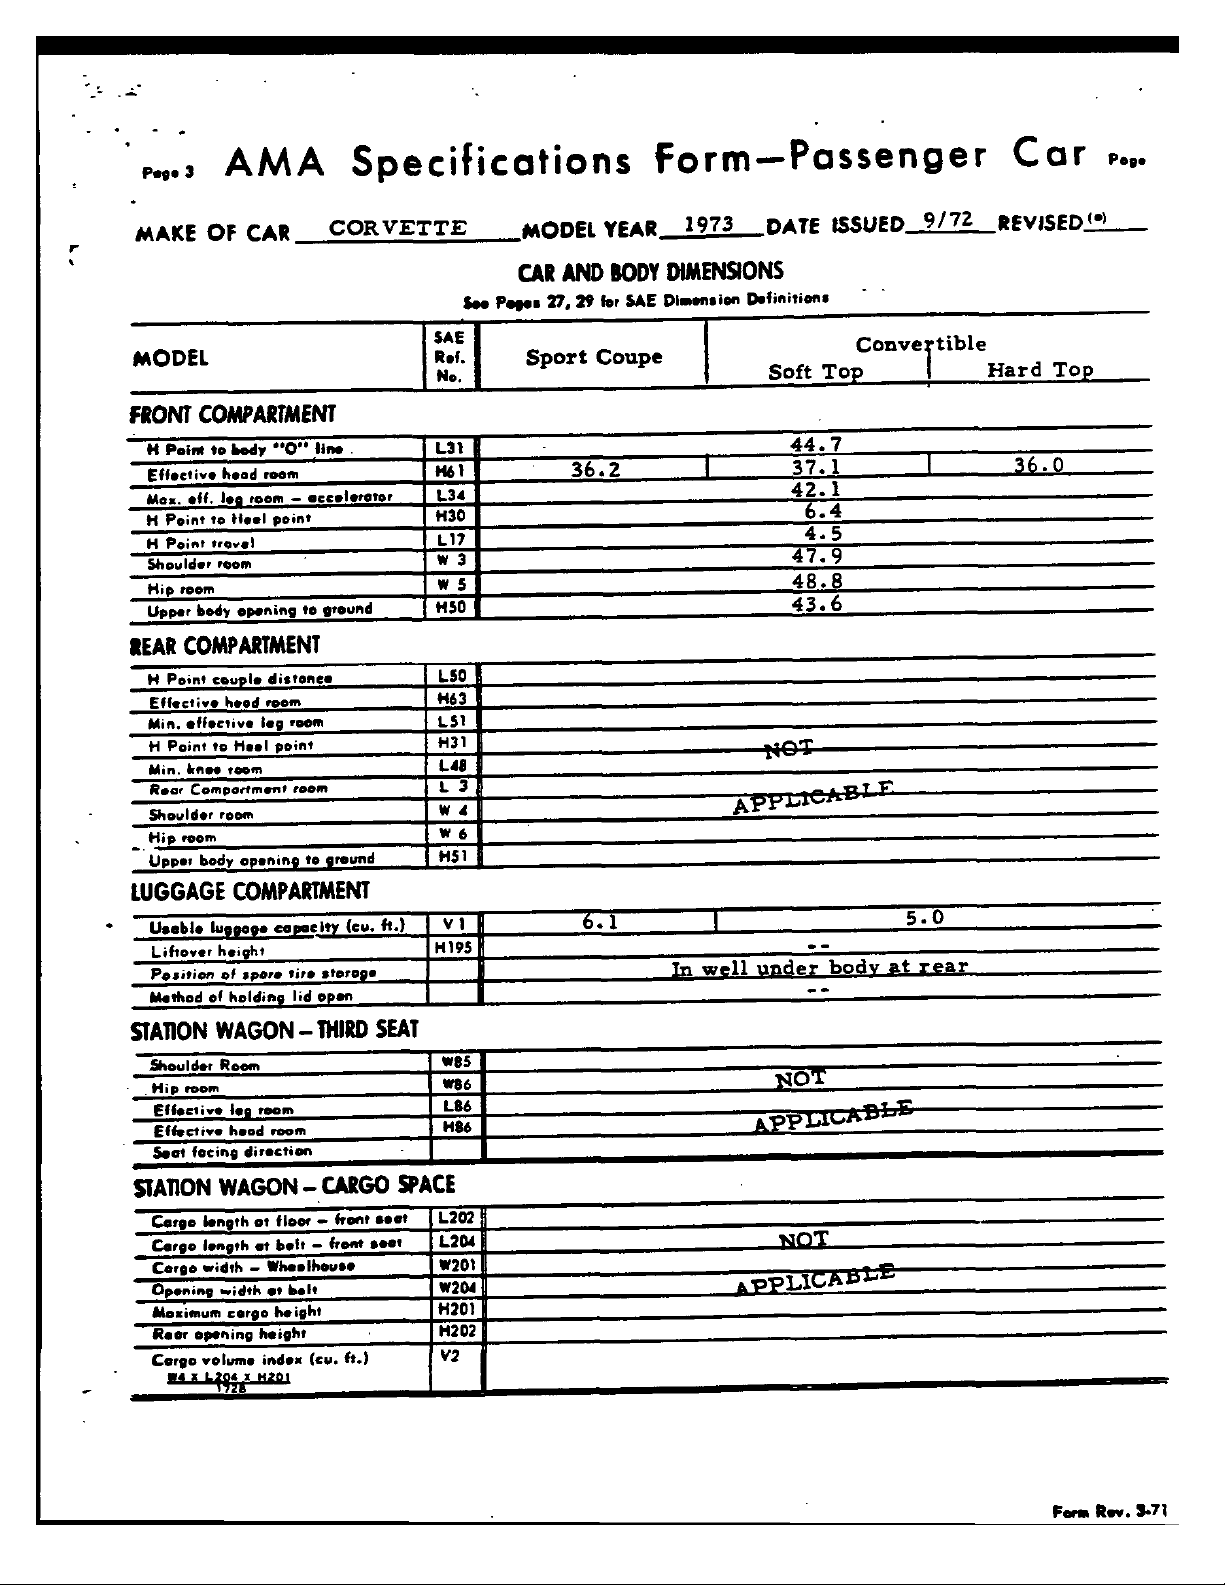 Page 3 AMA Specifications Form—Passenger Car Page
MAKE OF CAR CORVETTE MODEL YEAR 1973 DATE ISSUED 9/72 REVISED (•)
CAR AND BODY DIMENSIONS
See Pages 27, 29 for SAE Dimension Definitions
MODEL SAE Ref. No. Sport Coupe Convertible
Soft Top Hard Top
FRONT COMPARTMENT
H Point to body "O" line L31 44.7
Effective head room H61 36.2 37.1 36.0
Max. eff. leg room – accelerator L34 42.1
H Point to Heel point H30 6.4
H Point travel L17 4.5
Shoulder room W 3 47.9
Hip room W 5 48.8
Upper body opening to ground H50 43.6
REAR COMPARTMENT
H Point couple distance L50
Effective head room H63
Min. effective leg room L51
H Point to Heel point H31 NOT
Min. knee room L48
Rear Compartment room L 3 APPLICABLE
Shoulder room W 4
Hip room W 6
Upper body opening to ground H51
LUGGAGE COMPARTMENT
Usable luggage capacity (cu. ft.) V1 6.1 5.0
Liftover height H195 --
Position of spare tire storage In well under body at rear
Method of holding lid open --
STATION WAGON – THIRD SEAT
Shoulder Room W85
Hip room W86 NOT
Effective leg room L86 APPLICABLE
Effective head room H86
Seat facing direction
STATION WAGON – CARGO SPACE
Cargo length at floor – front seat L202
Cargo length at belt – front seat L204 NOT
Cargo width – Wheelhouse W201
Opening width at belt W204 APPLICABLE
Maximum cargo height H201
Rear opening height H202
Cargo volume index (cu. ft.) V2
W4 x L204 x H201
1728
Form Rev. 3-71